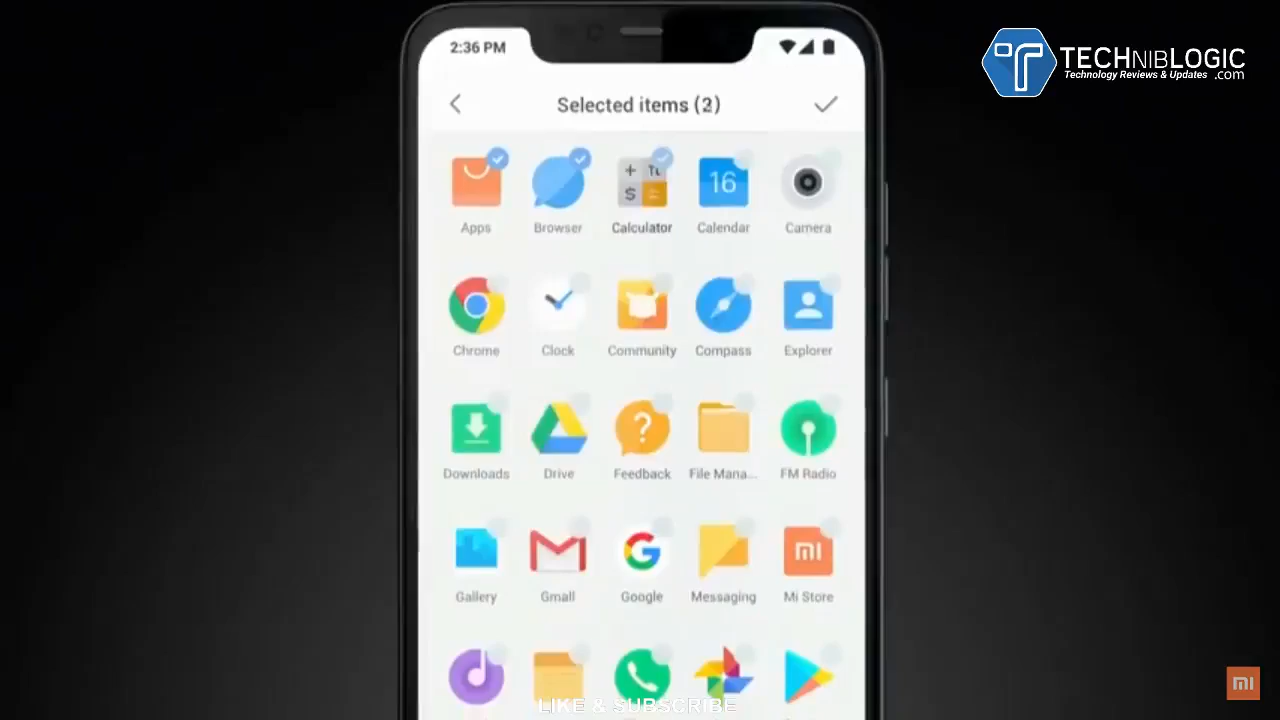 2:36 PM
TECHNIBLOGIC
Technology Reviews & Updates .com
Selected items (2)
Apps Browser Calculator Calendar Camera
16
Chrome Clock Community Compass Explorer
Downloads Drive Feedback File Mana... FM Radio
Gallery Gmail Google Messaging Mi Store
LIKE & SUBSCRIBE